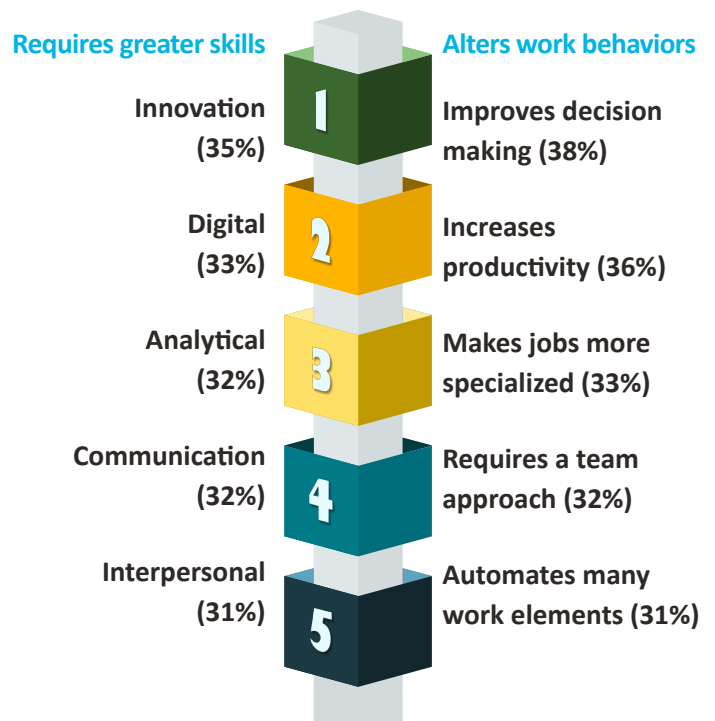 Requires greater skills
Alters work behaviors
1
Innovation
(35%)
Improves decision
making (38%)
2
Digital
(33%)
Increases
productivity (36%)
3
Analytical
(32%)
Makes jobs more
specialized (33%)
4
Communication
(32%)
Requires a team
approach (32%)
5
Interpersonal
(31%)
Automates many
work elements (31%)